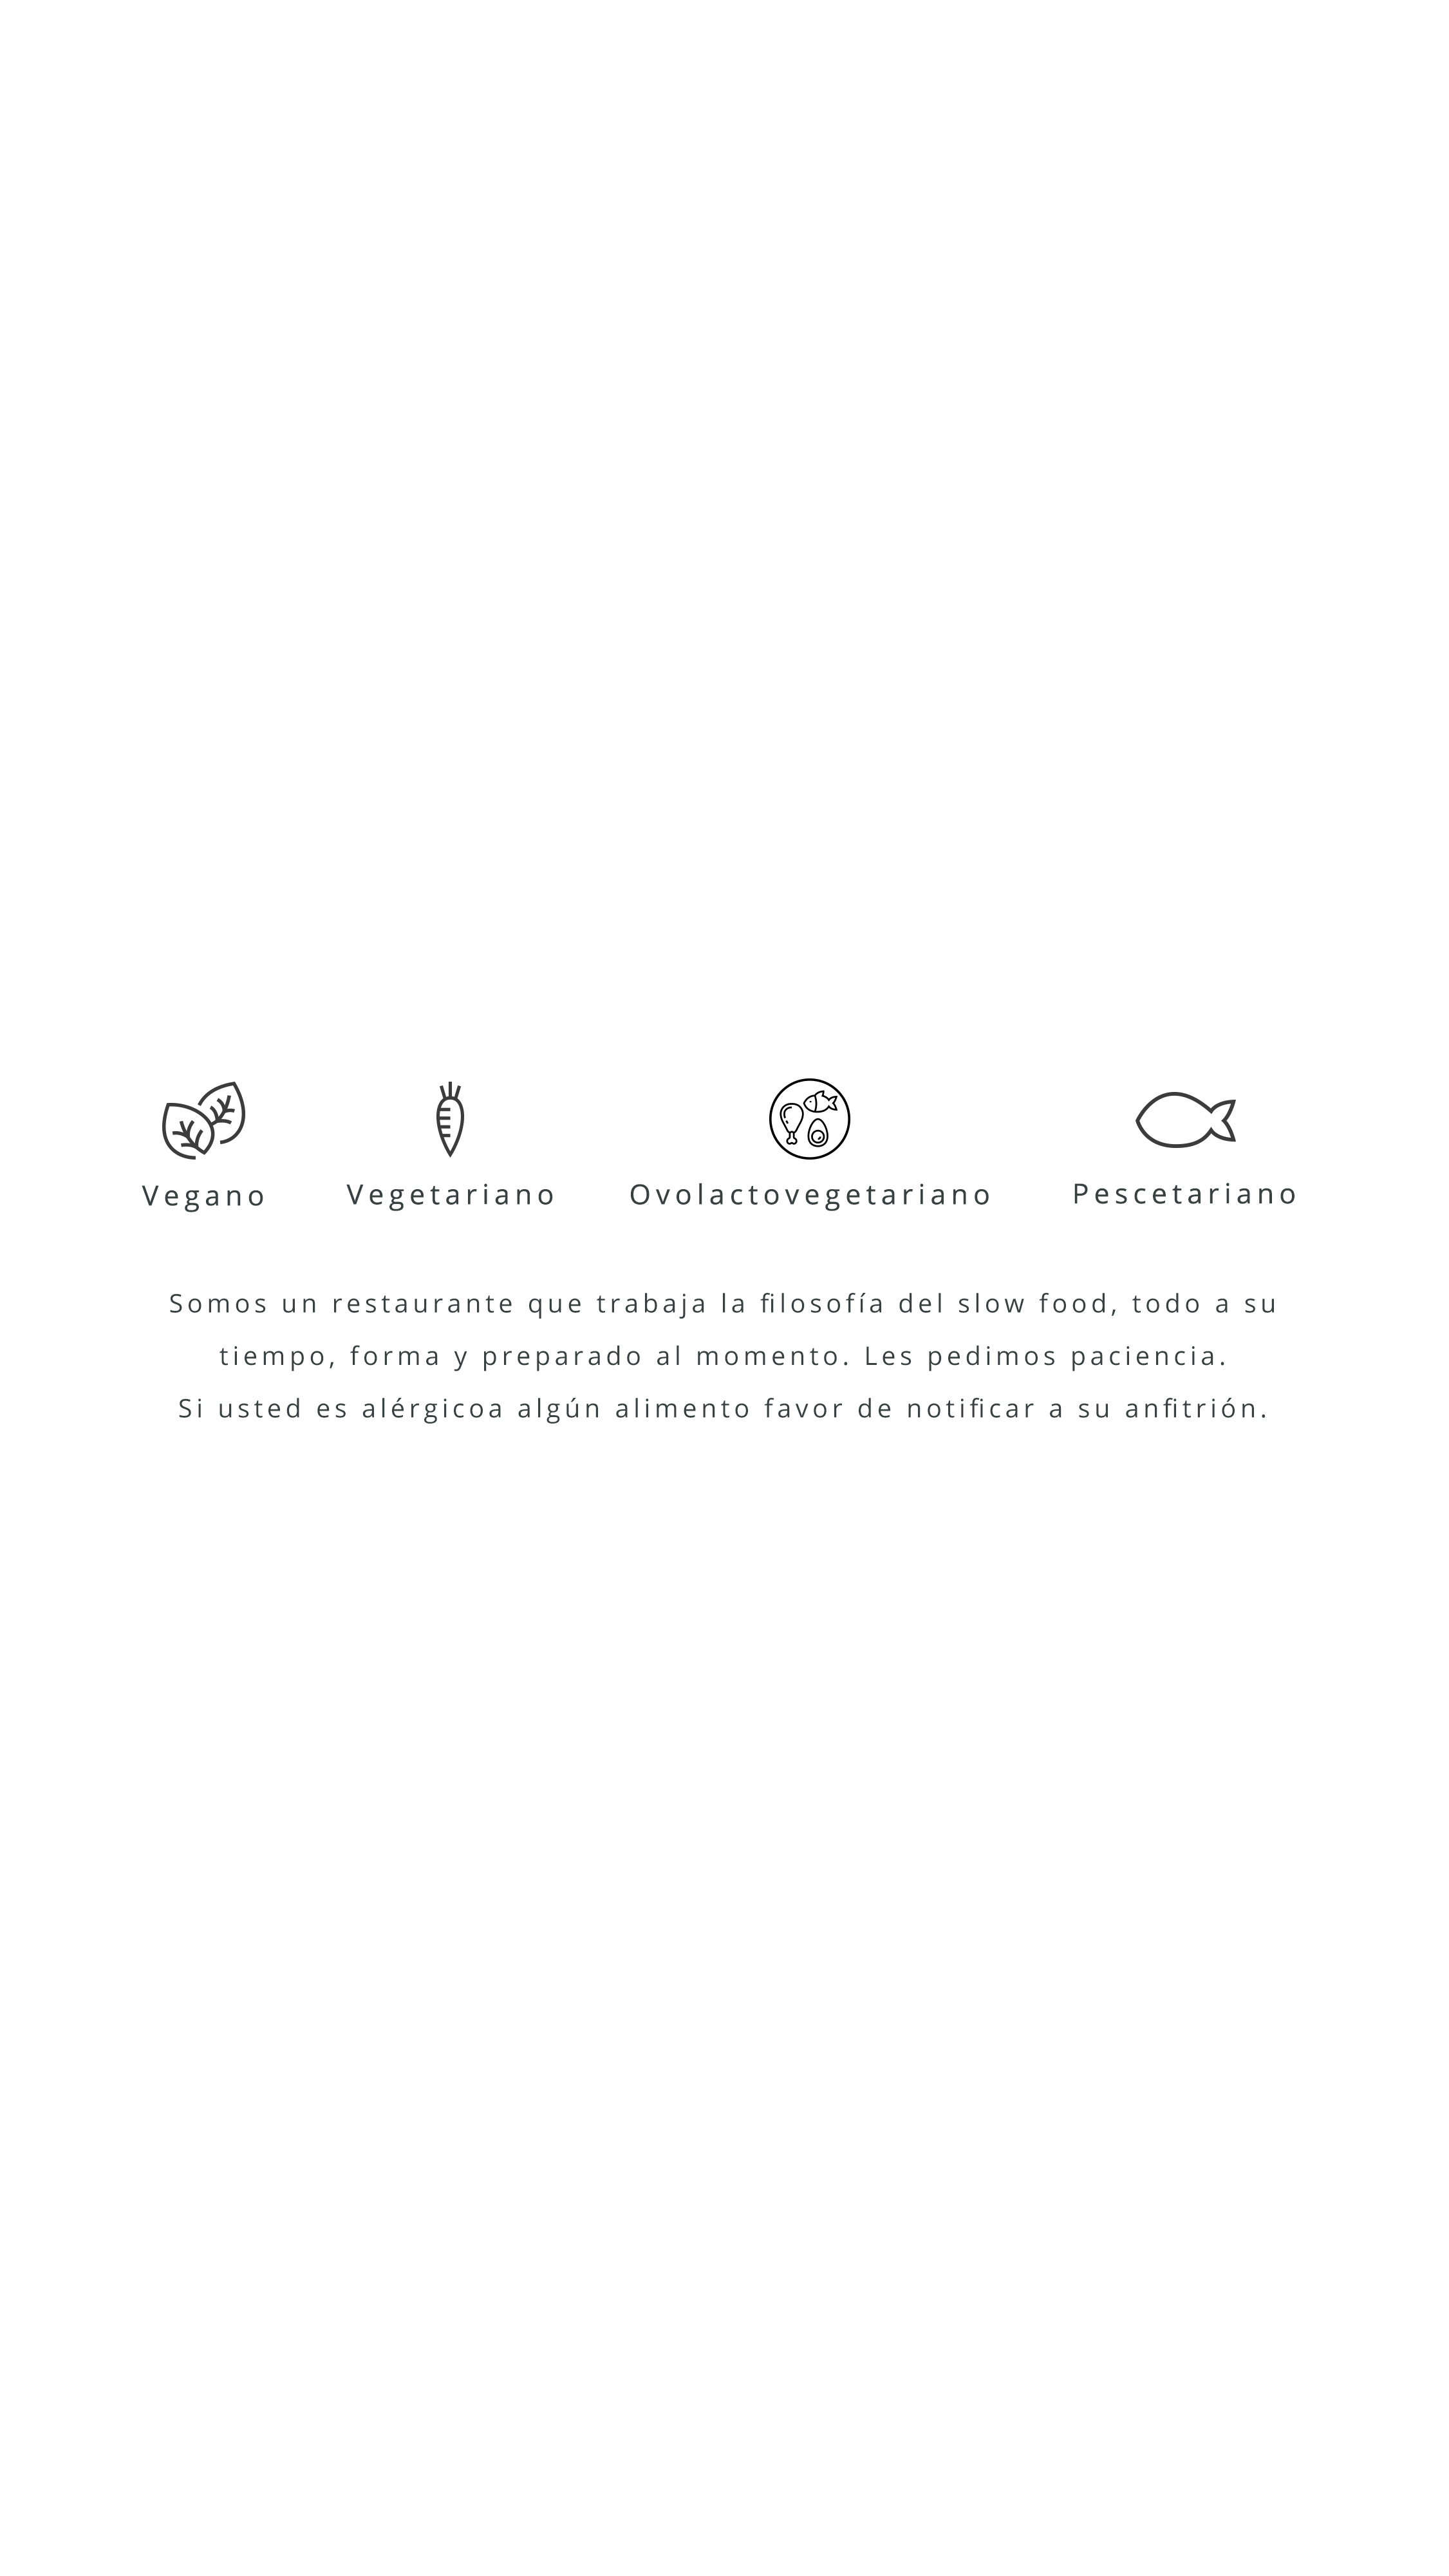 Vegano Vegetariano Ovolactovegetariano Pescetariano
Somos un restaurante que trabaja la filosofía del slow food, todo a su
tiempo, forma y preparado al momento. Les pedimos paciencia.
Si usted es alérgicoa algún alimento favor de notificar a su anfitrión.